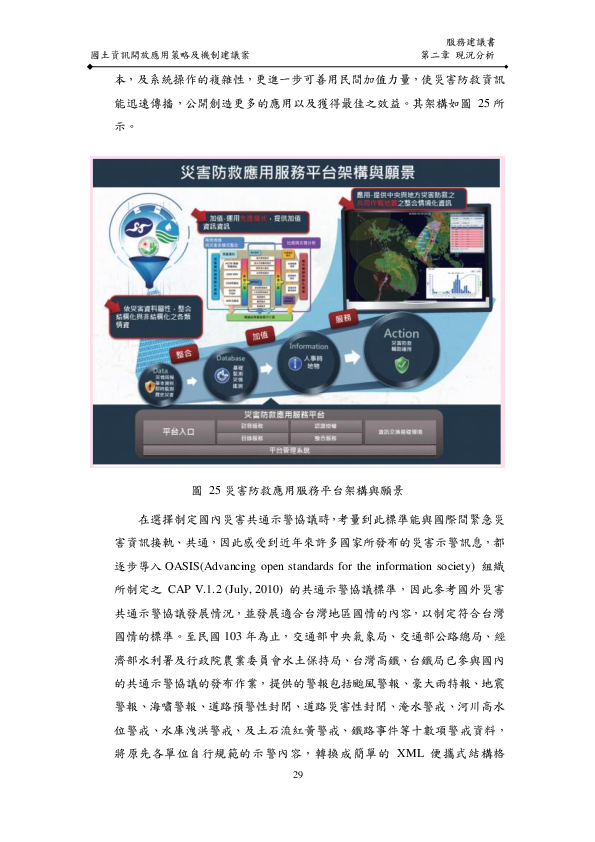 服務建議書
國土資訊開放應用策略及機制建議案
第二章 現況分析
本，及系統操作的複雜性，更進一步可善用民間加值力量，使災害防救資訊
能迅速傳播，公開創造更多的應用以及獲得最佳之效益。其架構如圖 25 所
示。
災害防救應用服務平台架構與願景
應用-提供中央與地方災害防救之
之整合情境化資訊
加值-運用
，提供加值
資訊資訊
依災害資料屬性，整合
結構化與非結構化之各類
情資
整合
加值
服務
Data
Database
Information
人事時
地物
Action
災害防救
輔助應用
災害防救應用服務平台
平台入口
訂閱服務
認證授權
目錄服務
整合服務
平台管理系統
圖 25 災害防救應用服務平台架構與願景
在選擇制定國內災害共通示警協議時，考量到此標準能與國際間緊急災
害資訊接軌、共通，因此感受到近年來許多國家所發布的災害示警訊息，都
逐步導入 OASIS(Advancing open standards for the information society) 組織
所制定之 CAP V.1.2 (July, 2010) 的共通示警協議標準，因此參考國外災害
共通示警協議發展情況，並發展適合台灣地區國情的內容，以制定符合台灣
國情的標準。至民國 103 年為止，交通部中央氣象局、交通部公路總局、經
濟部水利署及行政院農業委員會水土保持局、台灣高鐵、台鐵局已參與國內
的共通示警協議的發布作業，提供的警報包括颱風警報、豪大雨特報、地震
警報、海嘯警報、道路預警性封閉、道路災害性封閉、淹水警戒、河川高水
位警戒、水庫洩洪警戒、及土石流紅黃警戒、鐵路事件等十數項警戒資料，
將原先各單位自行規範的示警內容，轉換成簡單的 XML 便攜式結構格
29